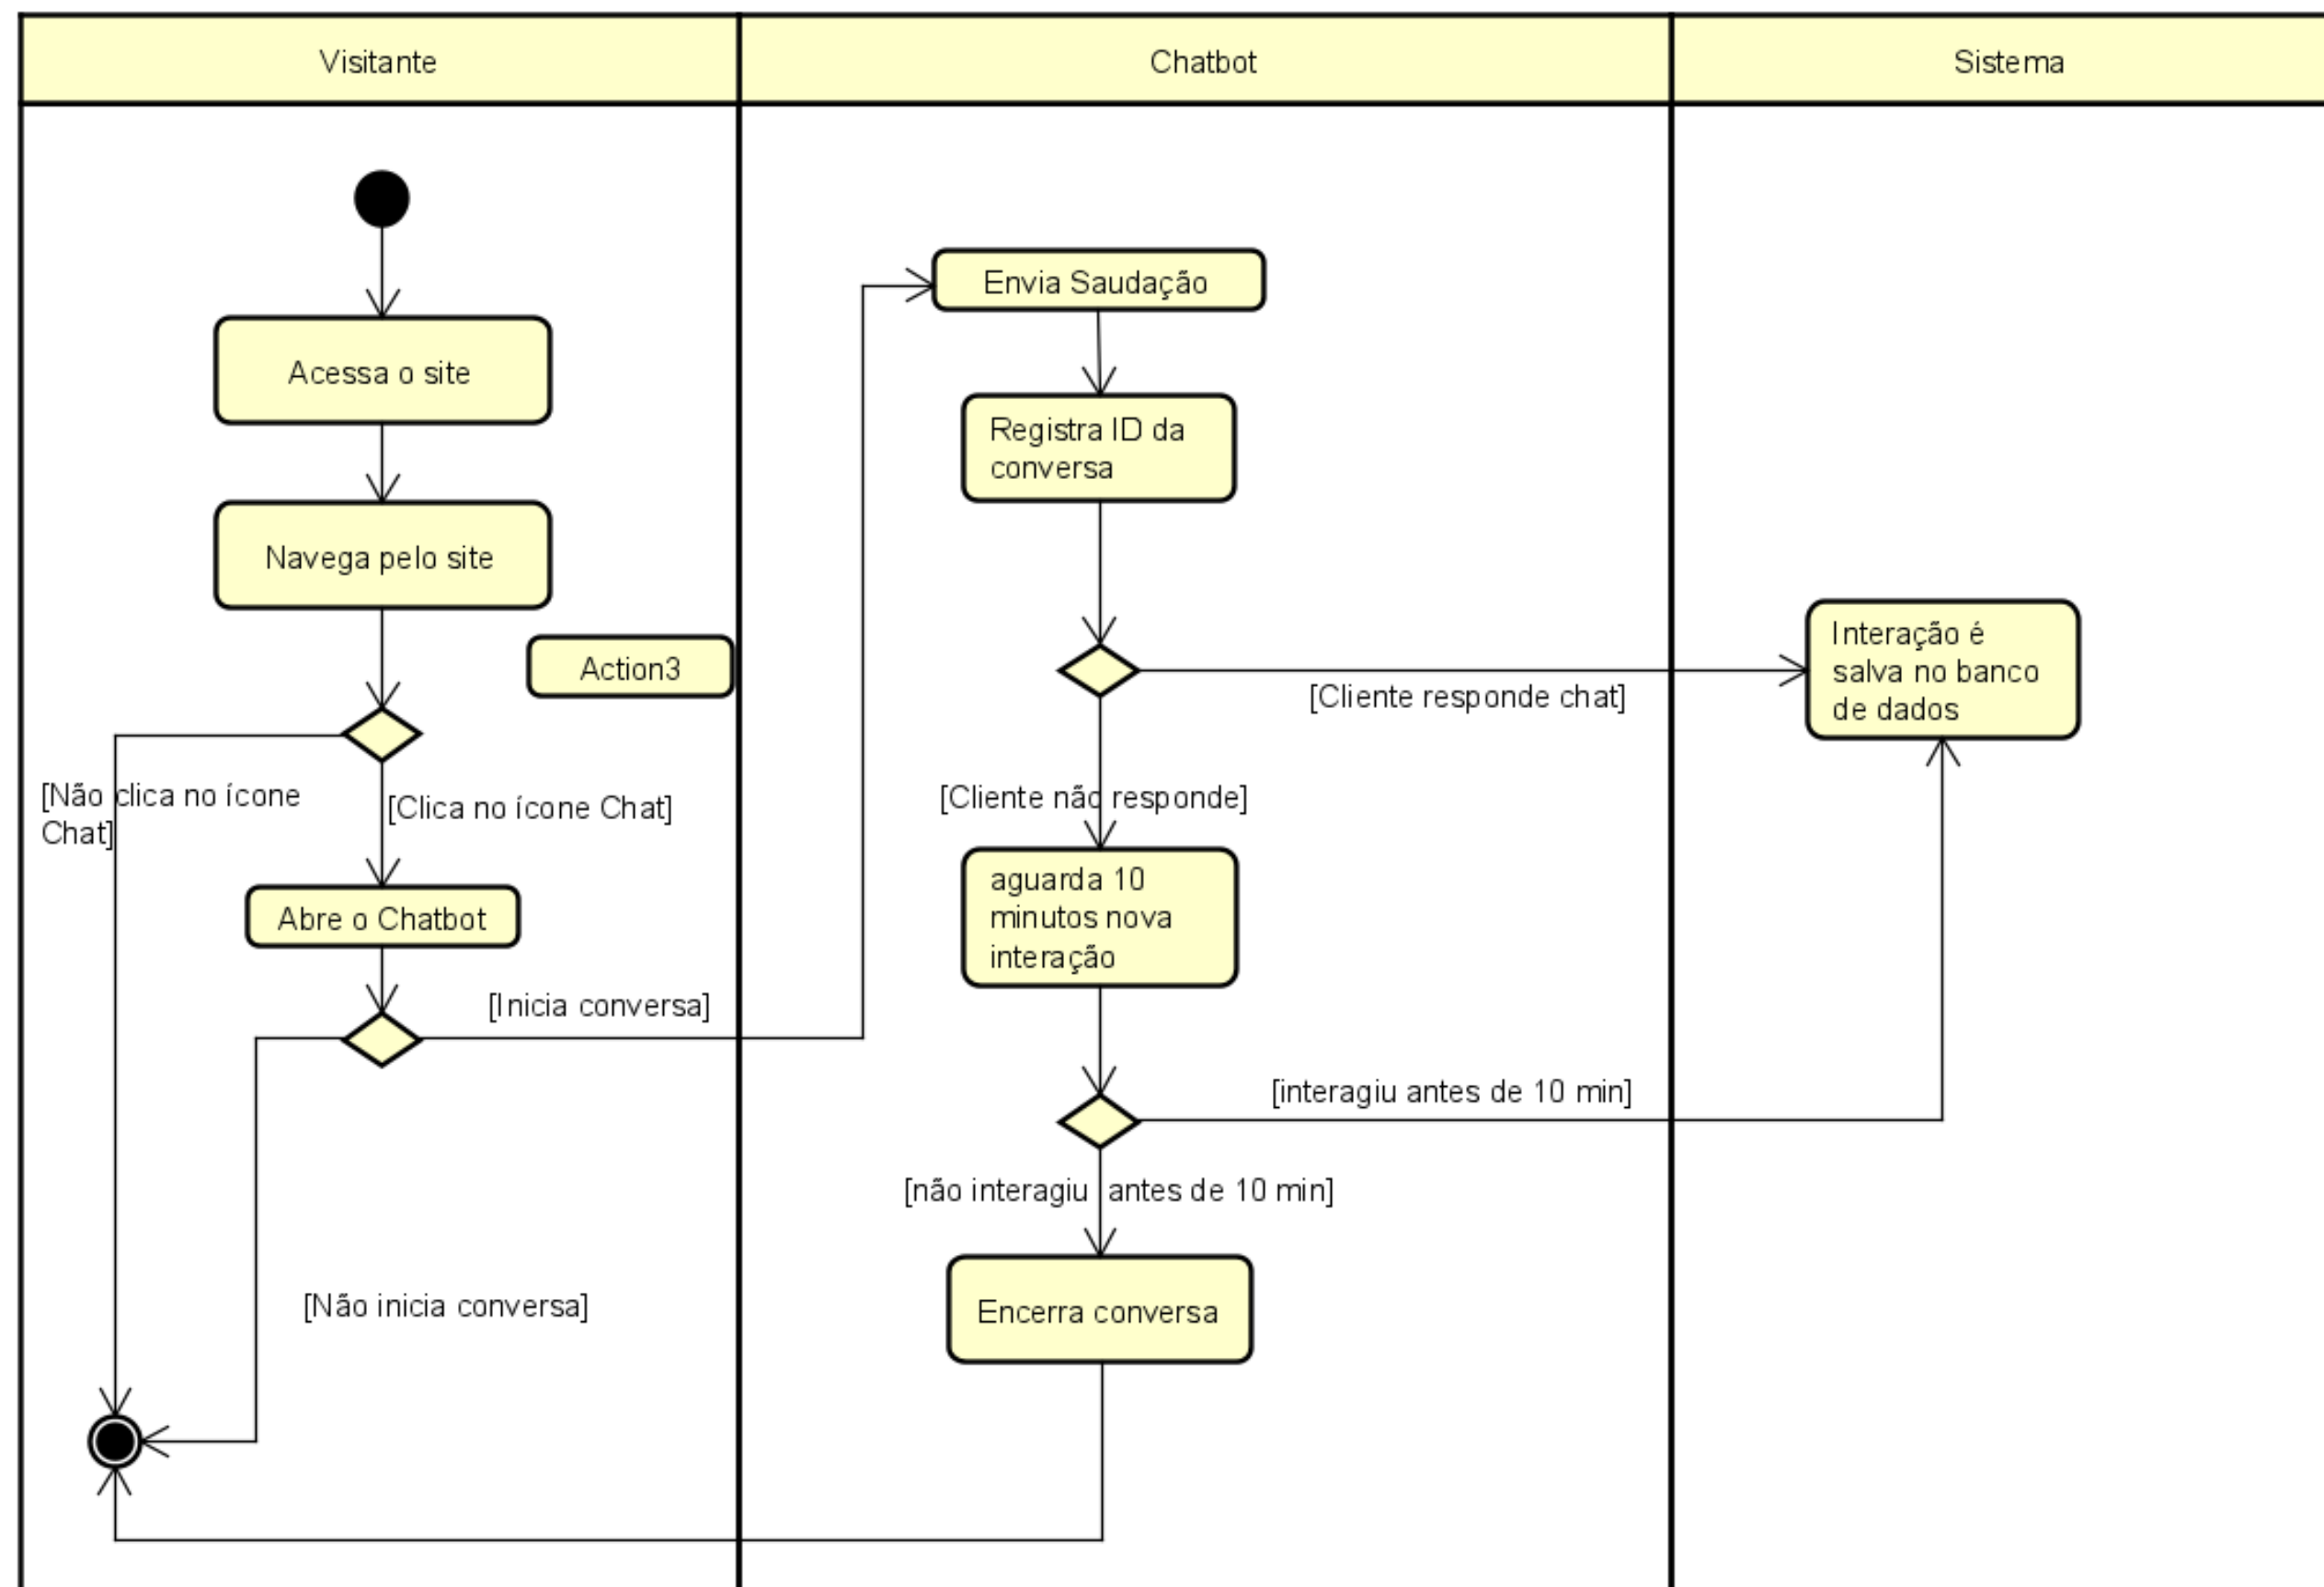 Visitante
Chatbot
Sistema
Acessa o site
Navega pelo site
Action3
[Não clica no ícone
Chat]
[Clica no ícone Chat]
Abre o Chatbot
[Inicia conversa]
[Não inicia conversa]
Envia Saudação
Registra ID da
conversa
[Cliente responde chat]
[Cliente não responde]
aguarda 10
minutos nova
interação
[interagiu antes de 10 min]
[não interagiu antes de 10 min]
Encerra conversa
Interação é
salva no banco
de dados